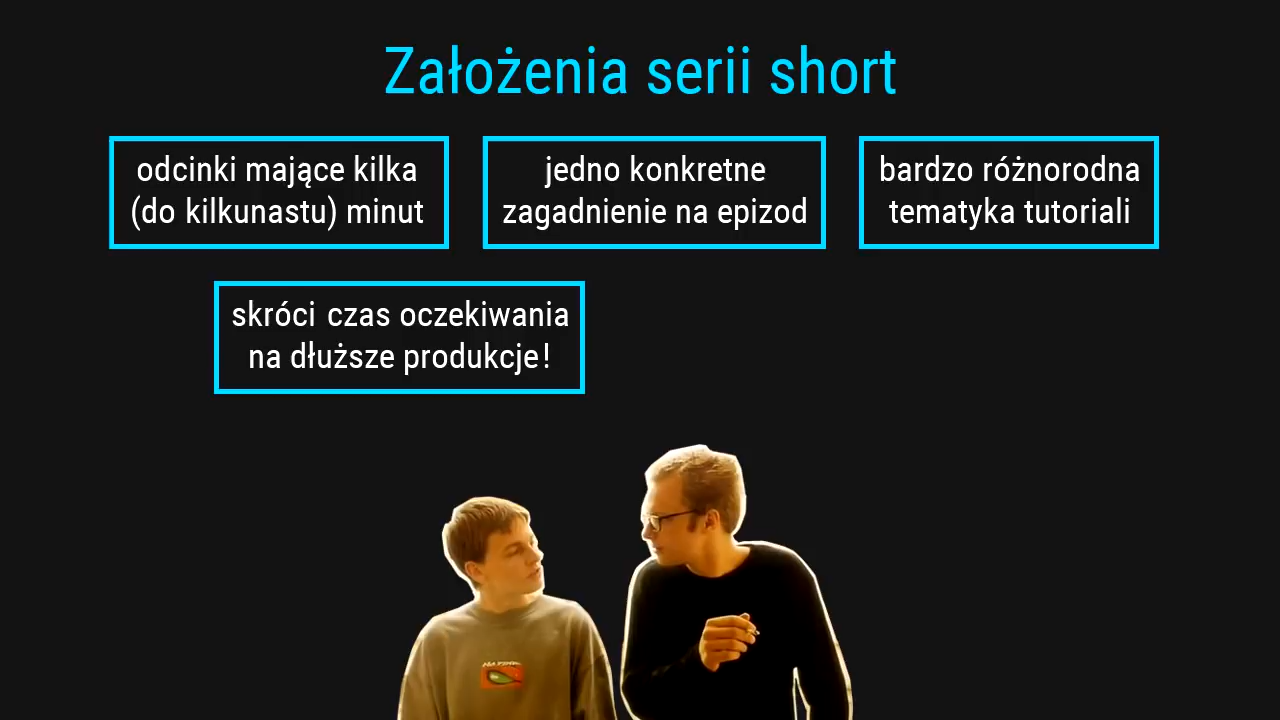 Założenia serii short
odcinki mające kilka
(do kilkunastu) minut
jedno konkretne
zagadnienie na epizod
bardzo różnorodna
tematyka tutoriali
skróci czas oczekiwania
na dłuższe produkcje!